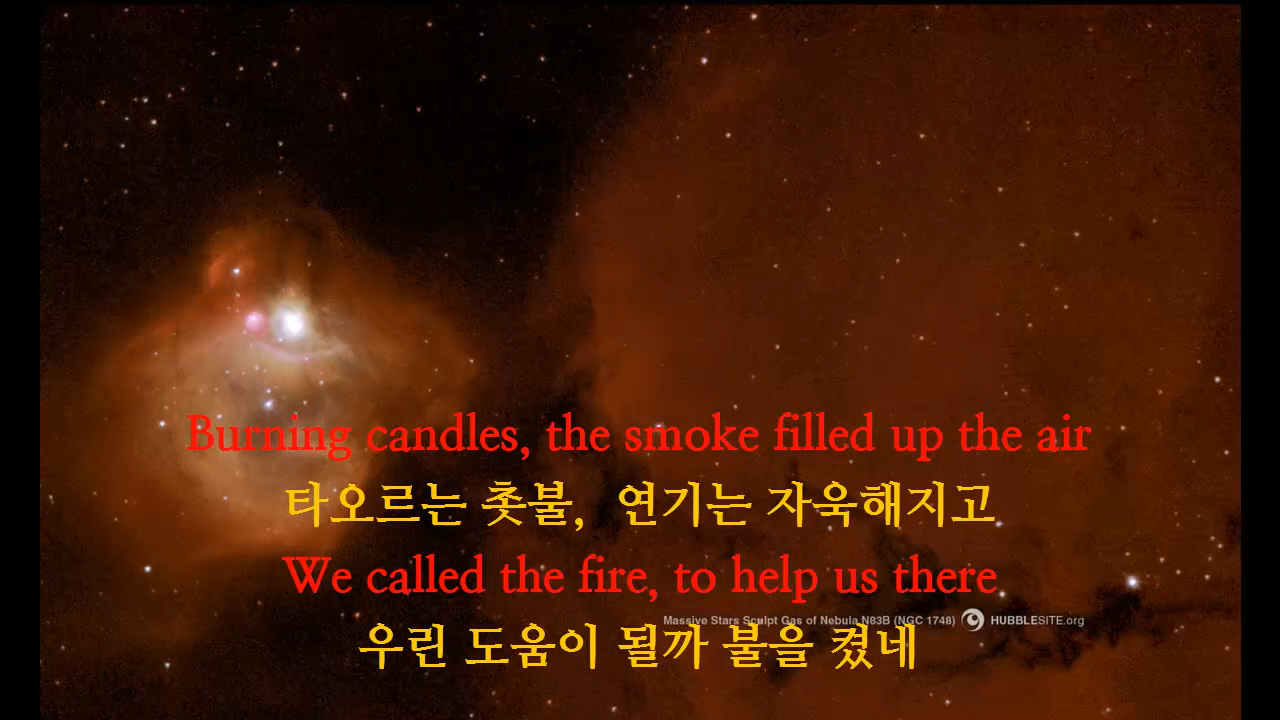 Burning candles, the smoke filled up the air
타오르는 촛불, 연기는 자욱해지고
We called the fire, to help us there
Massive Stars Sculpt Gas of Nebula N83B (NGC 1748) HUBBLESITE.org
우린 도움이 될까 불을 켰네